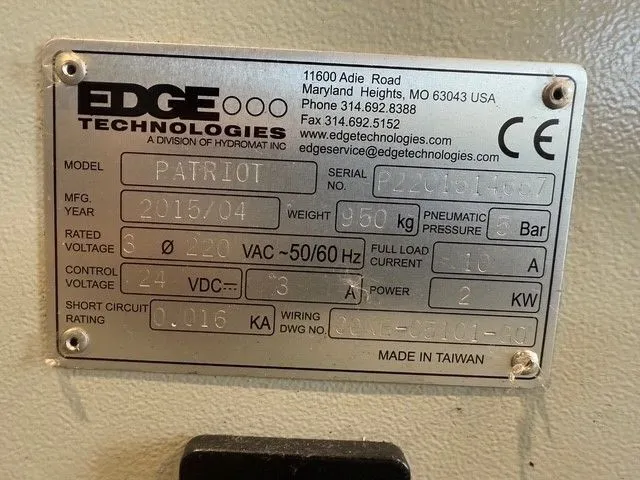 EDGE
TECHNOLOGIES
A DIVISION OF HYDROMAT INC
11600 Adie Road
Maryland Heights, MO 63043 USA
Phone 314.692.8388
Fax 314.692.5152
www.edgetechnologies.com
edgeservice@edgetechnologies.com
CE
MODEL PATRIOT SERIAL NO.
MFG. YEAR 2015/04 WEIGHT 950 kg PNEUMATIC PRESSURE 5 Bar
RATED VOLTAGE 3 Ø 220 VAC ~50/60 Hz FULL LOAD CURRENT 10 A
CONTROL VOLTAGE 24 VDC⎓ 3 A POWER 2 KW
SHORT CIRCUIT RATING 0.016 KA WIRING DWG NO.
MADE IN TAIWAN